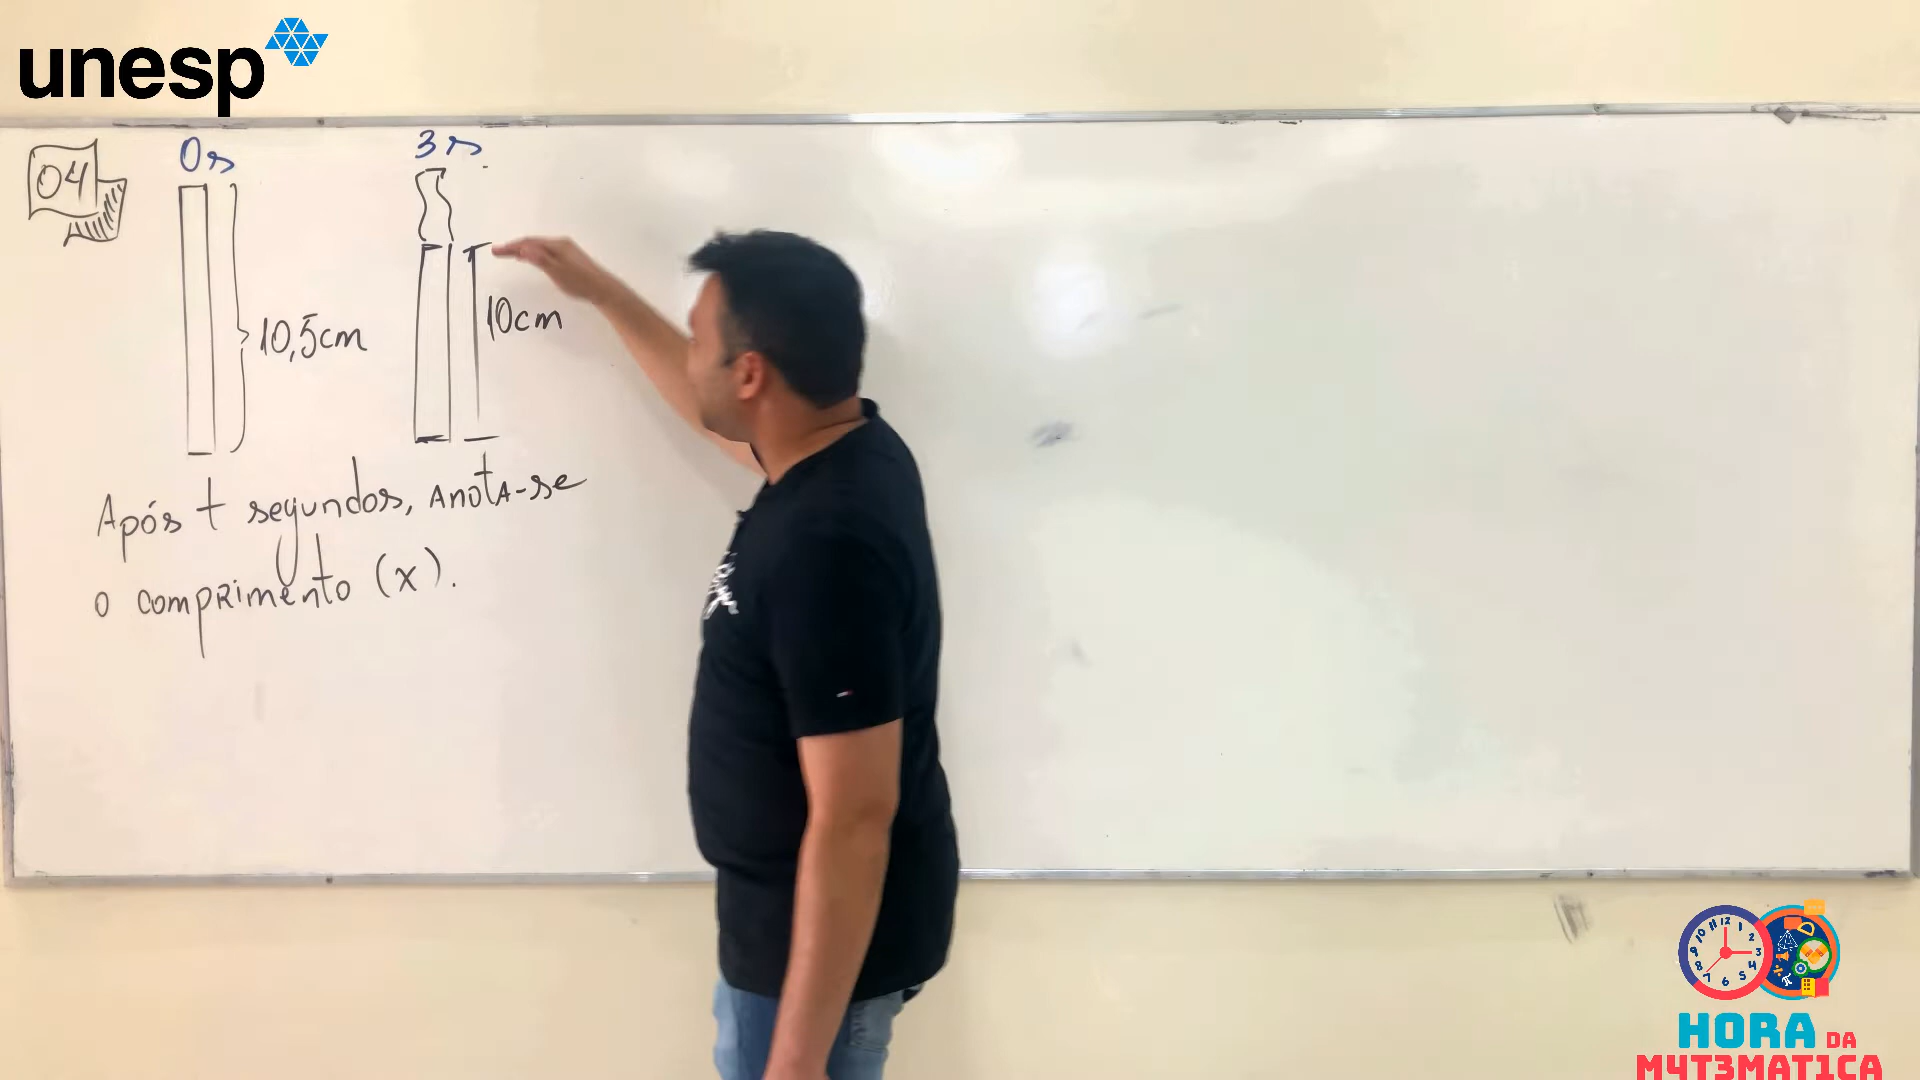 unesp
04
0s
3s
10,5cm
10cm
Após t segundos, anota-se
o comprimento (x).
HORA DA
M4T3MAT1CA